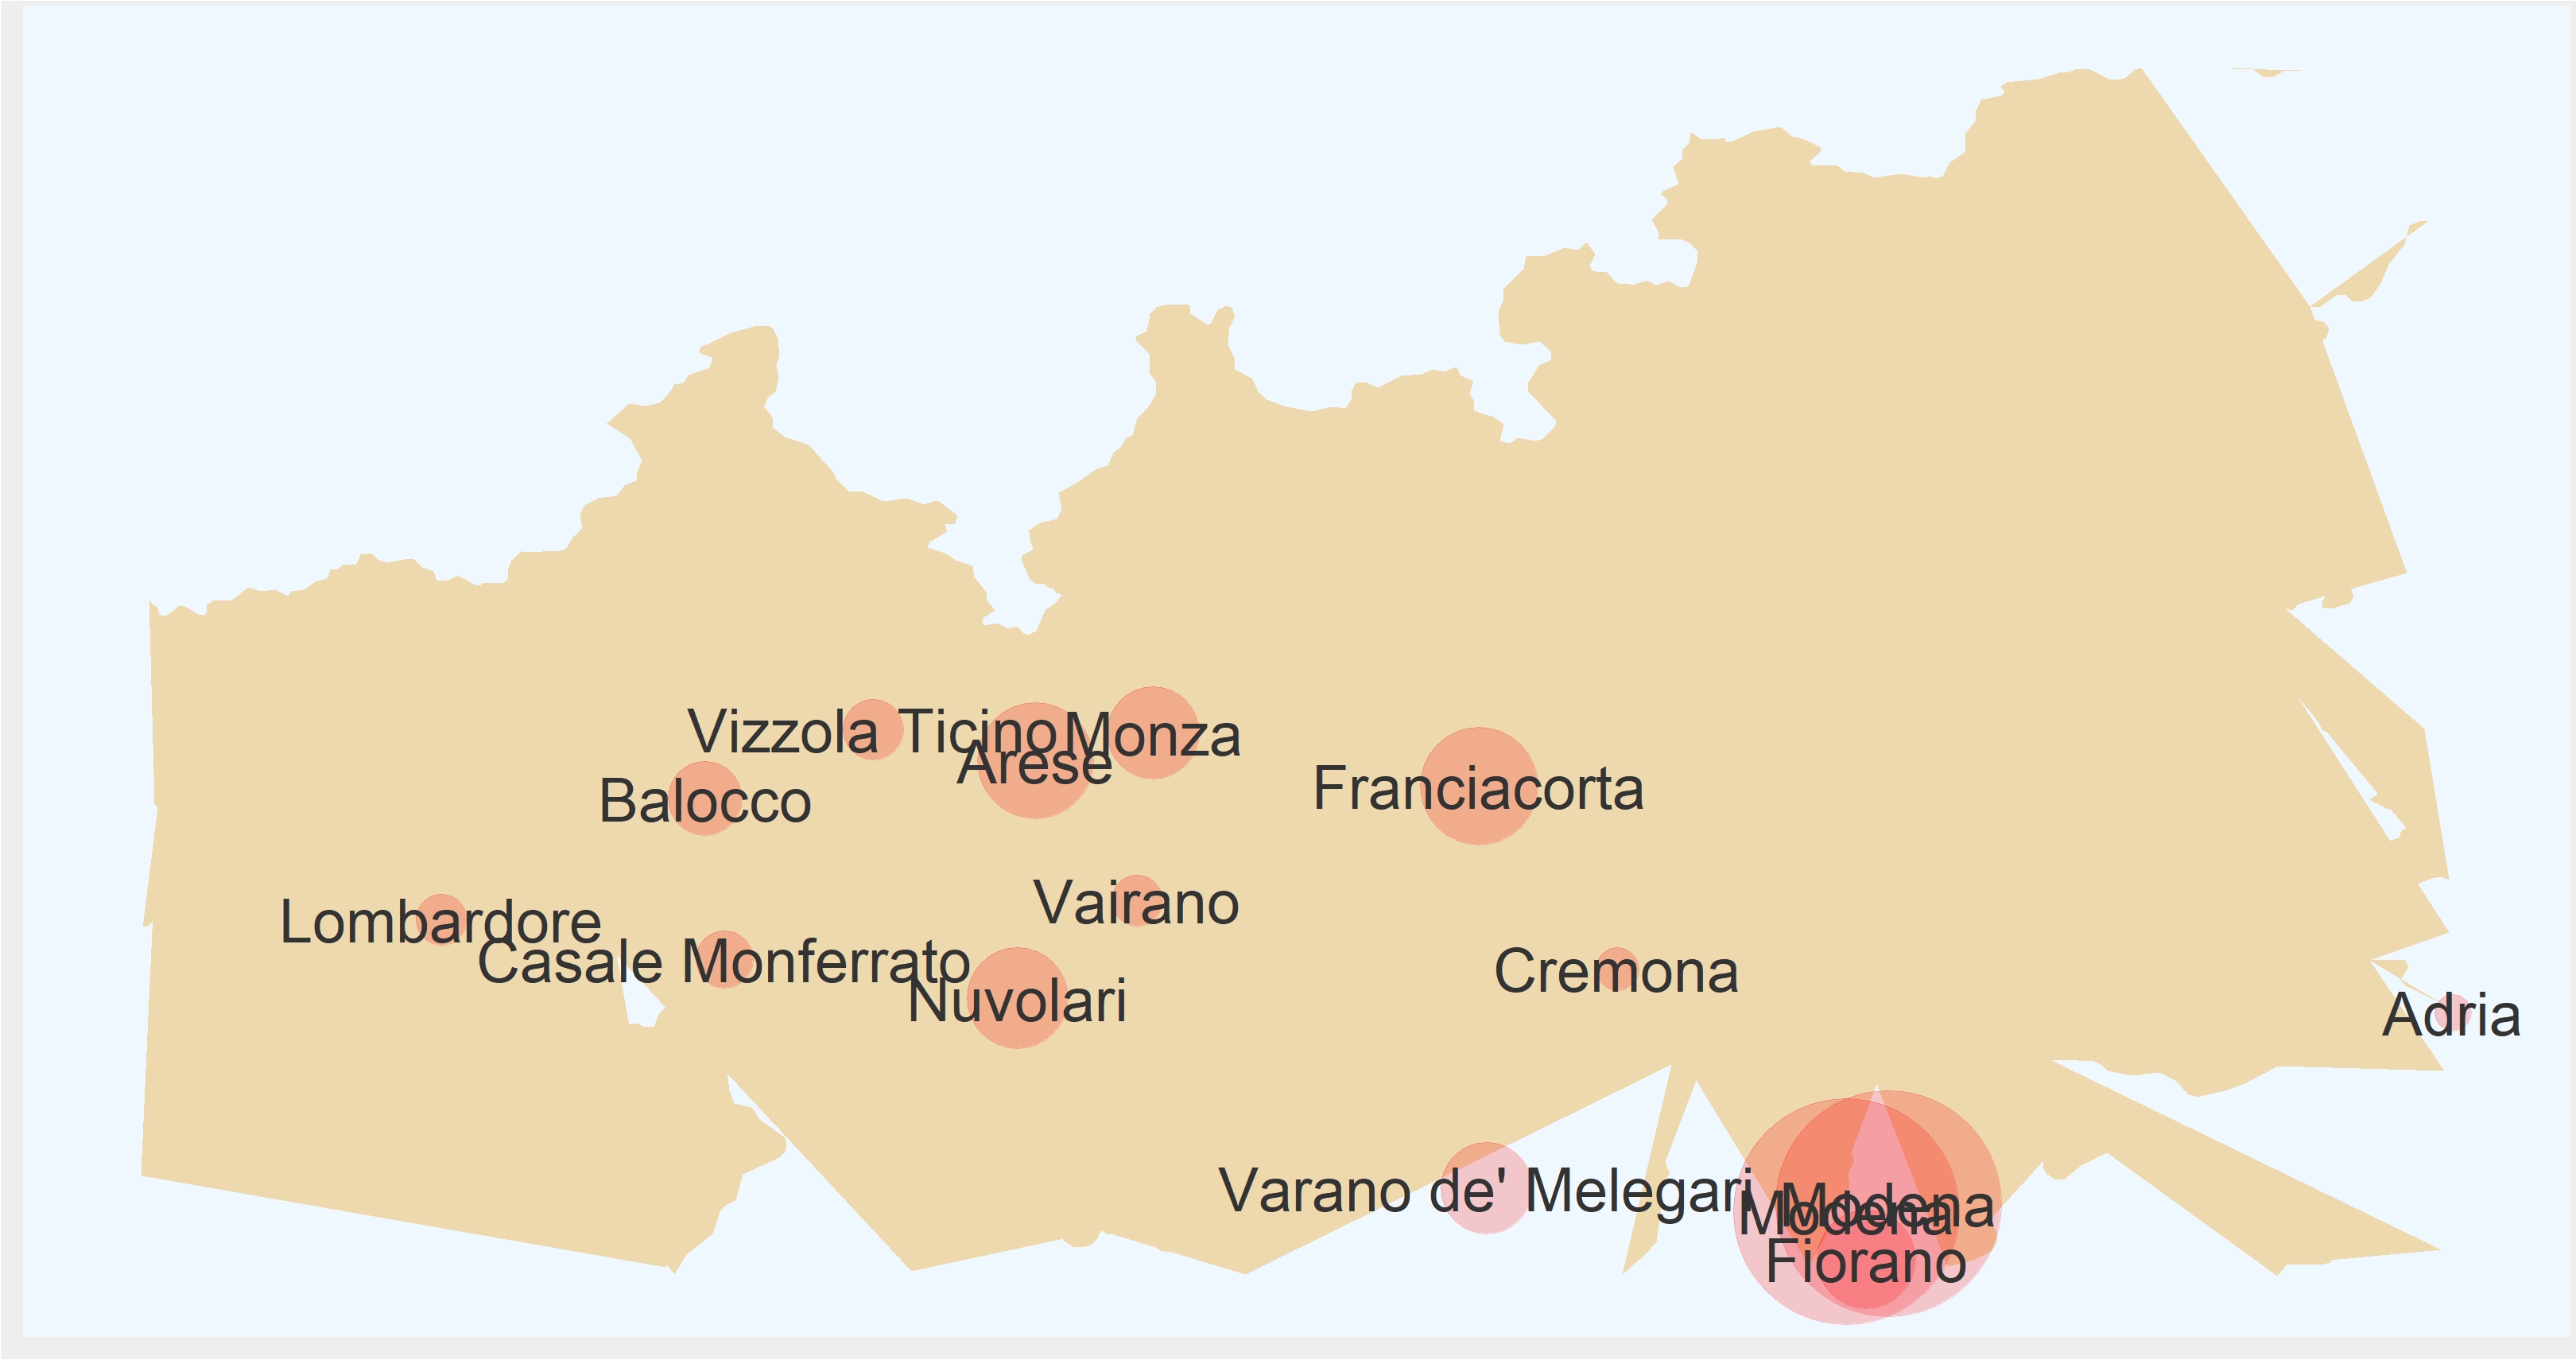 Vizzola Ticino
Monza
Arese
Franciacorta
Balocco
Vairano
Lombardore
Casale Monferrato
Cremona
Nuvolari
Adria
Varano de' Melegari
Modena
Modena
Fiorano